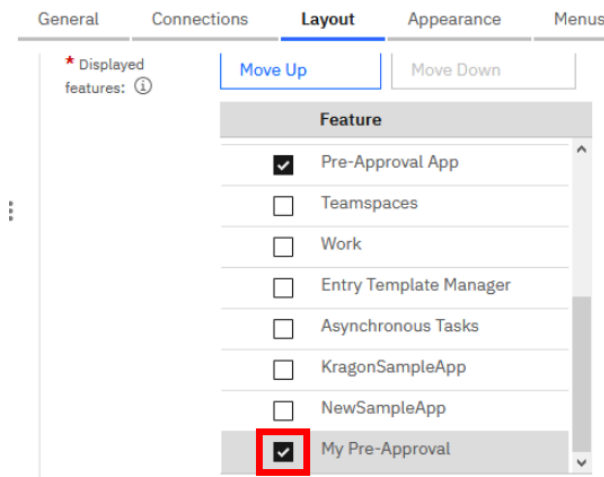 General Connections Layout Appearance Menus
* Displayed
features:
Move Up Move Down
Feature
Pre-Approval App
Teamspaces
Work
Entry Template Manager
Asynchronous Tasks
KragonSampleApp
NewSampleApp
My Pre-Approval